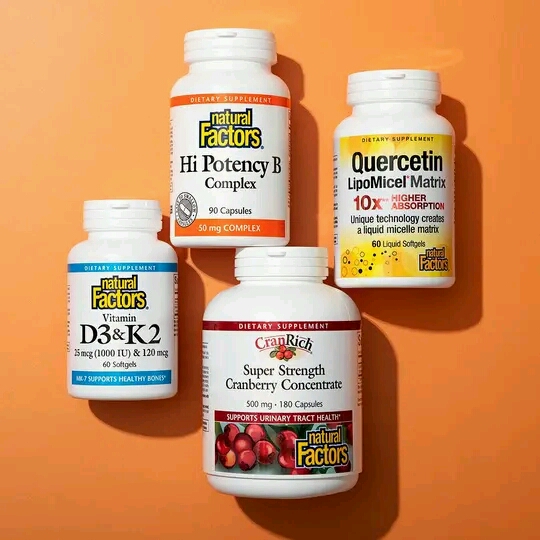 DIETARY SUPPLEMENT
natural
Factors
Hi Potency B
Complex
90 Capsules
50 mg COMPLEX
DIETARY SUPPLEMENT
Quercetin
LipoMicel Matrix
10x HIGHER
ABSORPTION
Unique technology creates
a liquid micelle matrix
60 Liquid Softgels
natural
Factors
DIETARY SUPPLEMENT
natural
Factors
Vitamin
D3&K2
25 mcg (1000 IU) & 120 mcg
60 Softgels
MK-7 SUPPORTS HEALTHY BONES*
DIETARY SUPPLEMENT
CranRich
Super Strength
Cranberry Concentrate
500 mg • 180 Capsules
SUPPORTS URINARY TRACT HEALTH*
natural
Factors